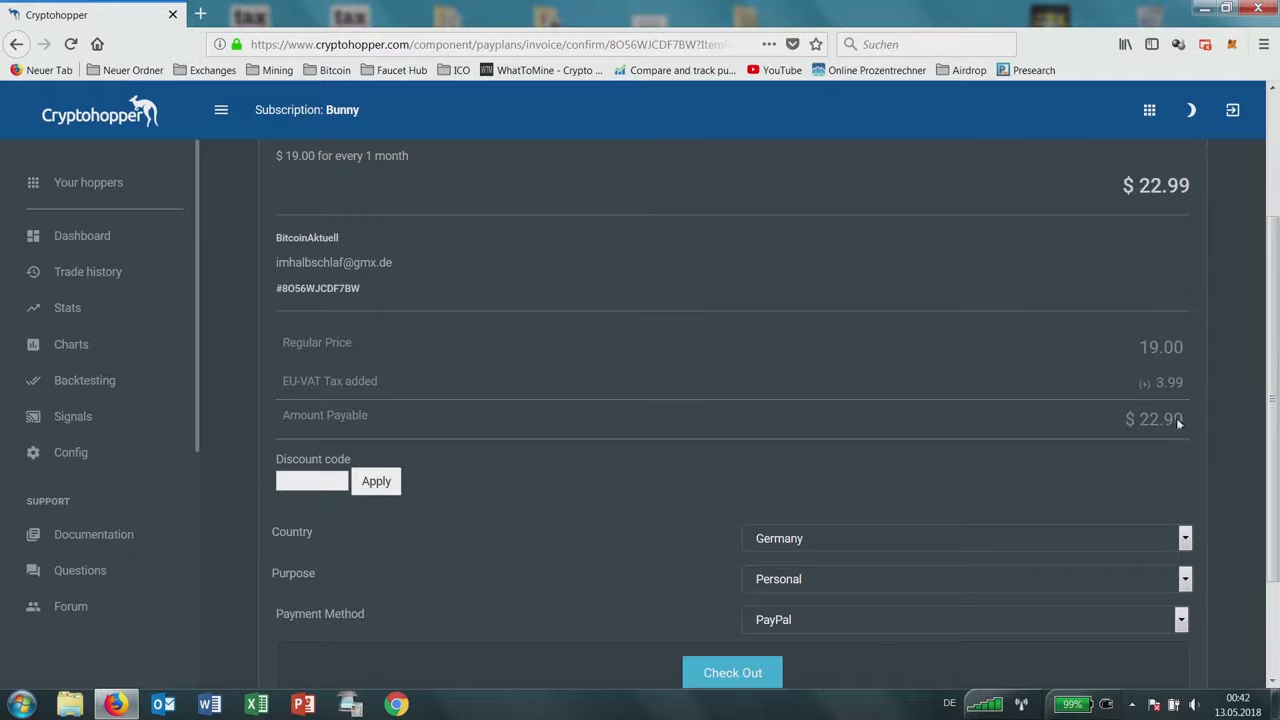 tax
Bunny
tax
Cryptohopper
https://www.cryptohopper.com/component/payplans/invoice/confirm/8O56WJCDF7BW?Itemi
Suchen
Neuer Tab
Neuer Ordner
Exchanges
Mining
Bitcoin
Faucet Hub
ICO
WhatToMine - Crypto ...
Compare and track pu...
YouTube
Online Prozentrechner
Airdrop
Presearch
Cryptohopper
Subscription: Bunny
Your hoppers
Dashboard
Trade history
Stats
Charts
Backtesting
Signals
Config
SUPPORT
Documentation
Questions
Forum
$ 19.00 for every 1 month
$ 22.99
BitcoinAktuell
imhalbschlaf@gmx.de
#8O56WJCDF7BW
Regular Price
19.00
EU-VAT Tax added
(+) 3.99
Amount Payable
$ 22.99
Discount code
Apply
Country
Germany
Purpose
Personal
Payment Method
PayPal
Check Out
DE
99%
00:42
13.05.2018